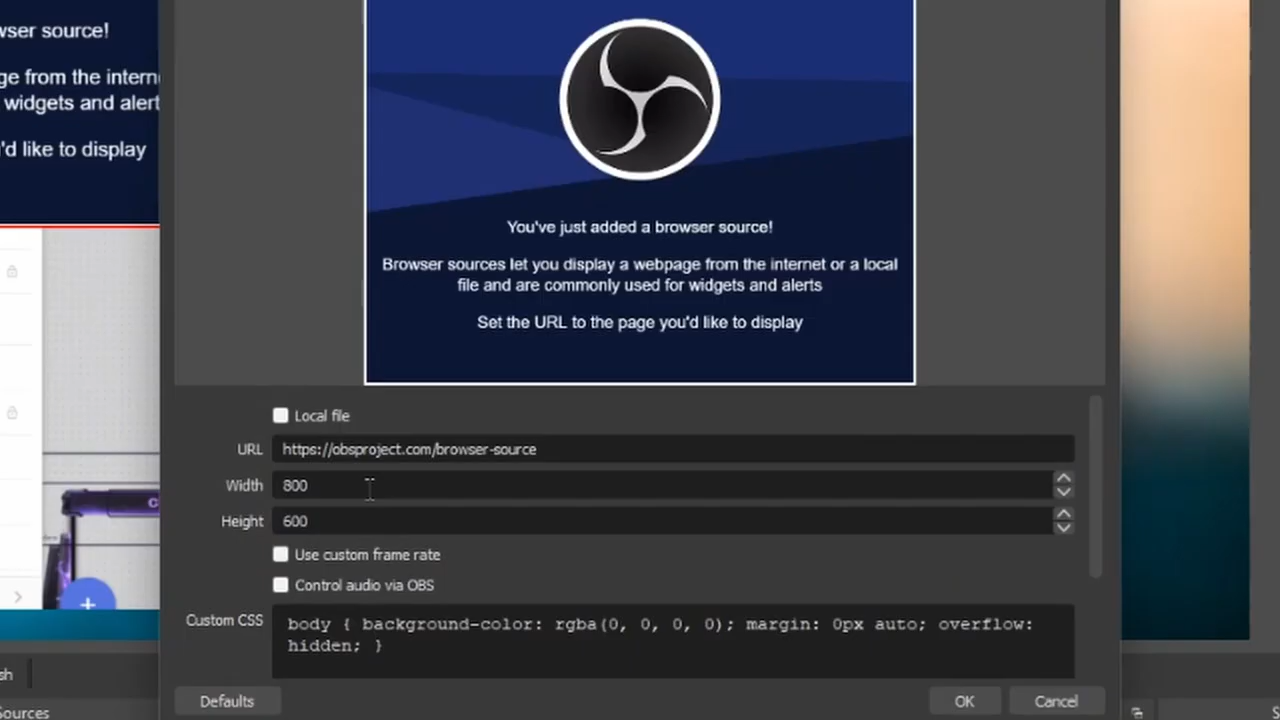 wser source!
ge from the intern
widgets and alert
u'd like to display
You've just added a browser source!
Browser sources let you display a webpage from the internet or a local
file and are commonly used for widgets and alerts
Set the URL to the page you'd like to display
Local file
URL https://obsproject.com/browser-source
Width 800
Height 600
Use custom frame rate
Control audio via OBS
Custom CSS body { background-color: rgba(0, 0, 0, 0); margin: 0px auto; overflow:
hidden; }
sh
Defaults OK Cancel
Sources